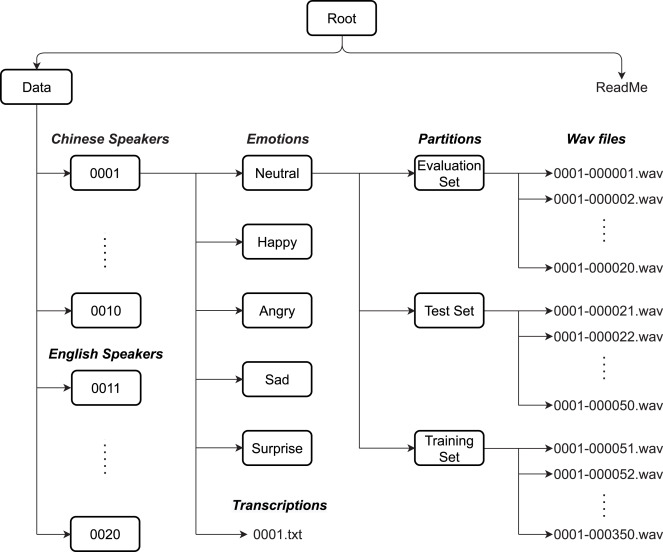 Root
Data
ReadMe
Chinese Speakers
Emotions
Partitions
Wav files
0001
Neutral
Evaluation
Set
0001-000001.wav
0001-000002.wav
Happy
0001-000020.wav
0010
Angry
Test Set
0001-000021.wav
0001-000022.wav
English Speakers
0011
Sad
0001-000050.wav
Surprise
Training
Set
0001-000051.wav
0001-000052.wav
Transcriptions
0020
0001.txt
0001-000350.wav